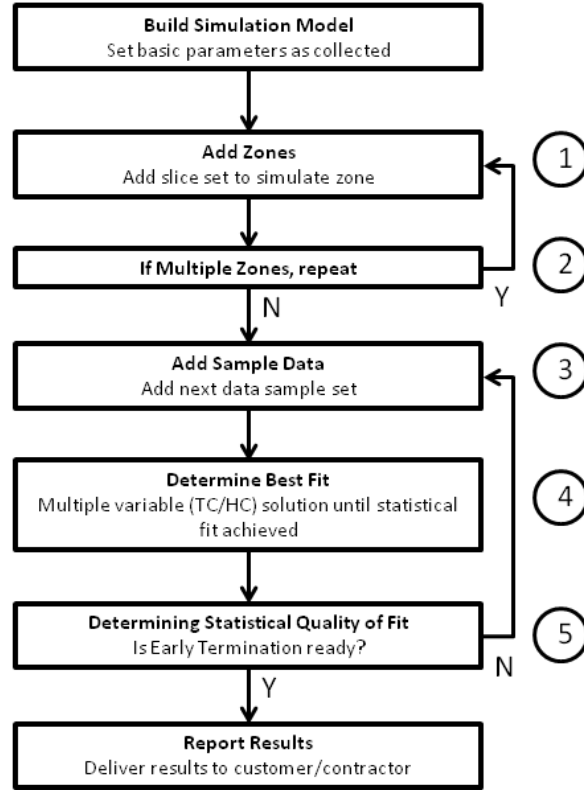 Build Simulation Model
Set basic parameters as collected
Add Zones
Add slice set to simulate zone
1
If Multiple Zones, repeat
2
Y
N
Add Sample Data
Add next data sample set
3
Determine Best Fit
Multiple variable (TC/HC) solution until statistical
fit achieved
4
Determining Statistical Quality of Fit
Is Early Termination ready?
5
N
Y
Report Results
Deliver results to customer/contractor